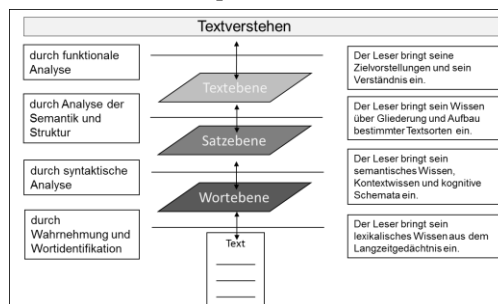 Textverstehen
durch funktionale
Analyse
Der Leser bringt seine
Zielvorstellungen und sein
Verständnis ein.
Textebene
durch Analyse der
Semantik und
Struktur
Der Leser bringt sein Wissen
über Gliederung und Aufbau
bestimmter Textsorten ein.
Satzebene
durch syntaktische
Analyse
Der Leser bringt sein
semantisches Wissen,
Kontextwissen und kognitive
Schemata ein.
Wortebene
durch
Wahrnehmung und
Wortidentifikation
Der Leser bringt sein
lexikalisches Wissen aus dem
Langzeitgedächtnis ein.
Text